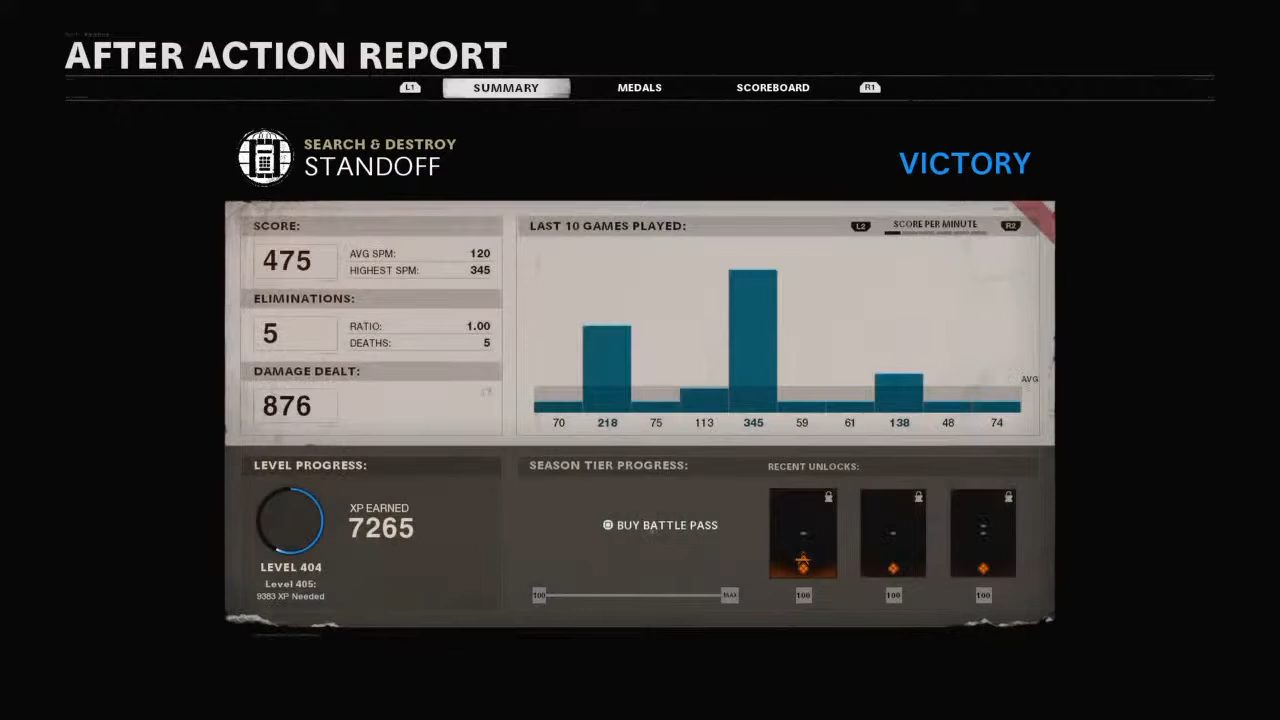 AFTER ACTION REPORT
L1 SUMMARY MEDALS SCOREBOARD R1
SEARCH & DESTROY
STANDOFF
VICTORY
SCORE:
475
AVG SPM: 120
HIGHEST SPM: 345
ELIMINATIONS:
5
RATIO: 1.00
DEATHS: 5
DAMAGE DEALT:
876
LAST 10 GAMES PLAYED: L2 SCORE PER MINUTE R2
AVG
70 218 75 113 345 59 61 138 48 74
LEVEL PROGRESS:
XP EARNED
7265
LEVEL 404
Level 405:
9383 XP Needed
SEASON TIER PROGRESS:
BUY BATTLE PASS
100 MAX
RECENT UNLOCKS:
100 100 100